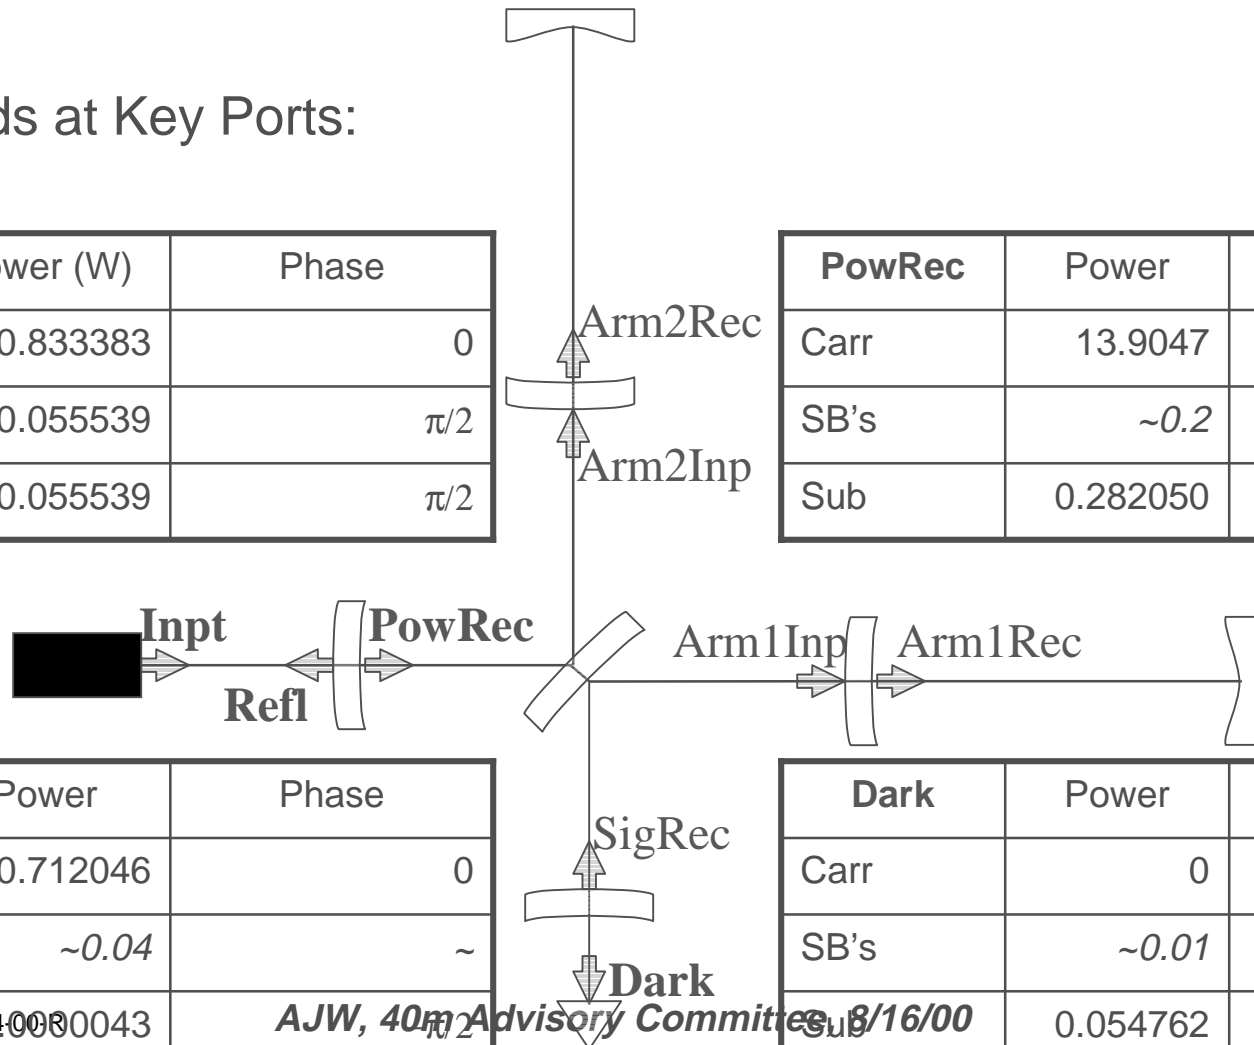 ds at Key Ports:
wer (W) Phase
0.833383 0
0.055539 π/2
0.055539 π/2
PowRec Power
Carr 13.9047
SB's ~0.2
Sub 0.282050
Arm2Rec
Arm2Inp
Inpt
Refl
PowRec
Arm1Inp
Arm1Rec
Power Phase
0.712046 0
~0.04 ~
0043 -π/2
SigRec
Dark
Dark Power
Carr 0
SB's ~0.01
Sub 0.054762
AJW, 40m Advisory Committee, 8/16/00